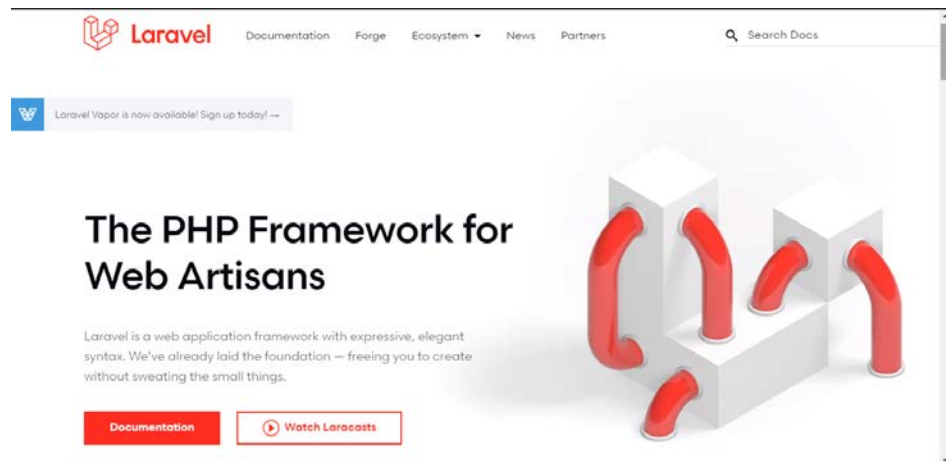 Laravel
Documentation Forge Ecosystem News Partners
Search Docs
Laravel Vapor is now available! Sign up today! →
The PHP Framework for
Web Artisans
Laravel is a web application framework with expressive, elegant
syntax. We've already laid the foundation — freeing you to create
without sweating the small things.
Documentation
Watch Laracasts